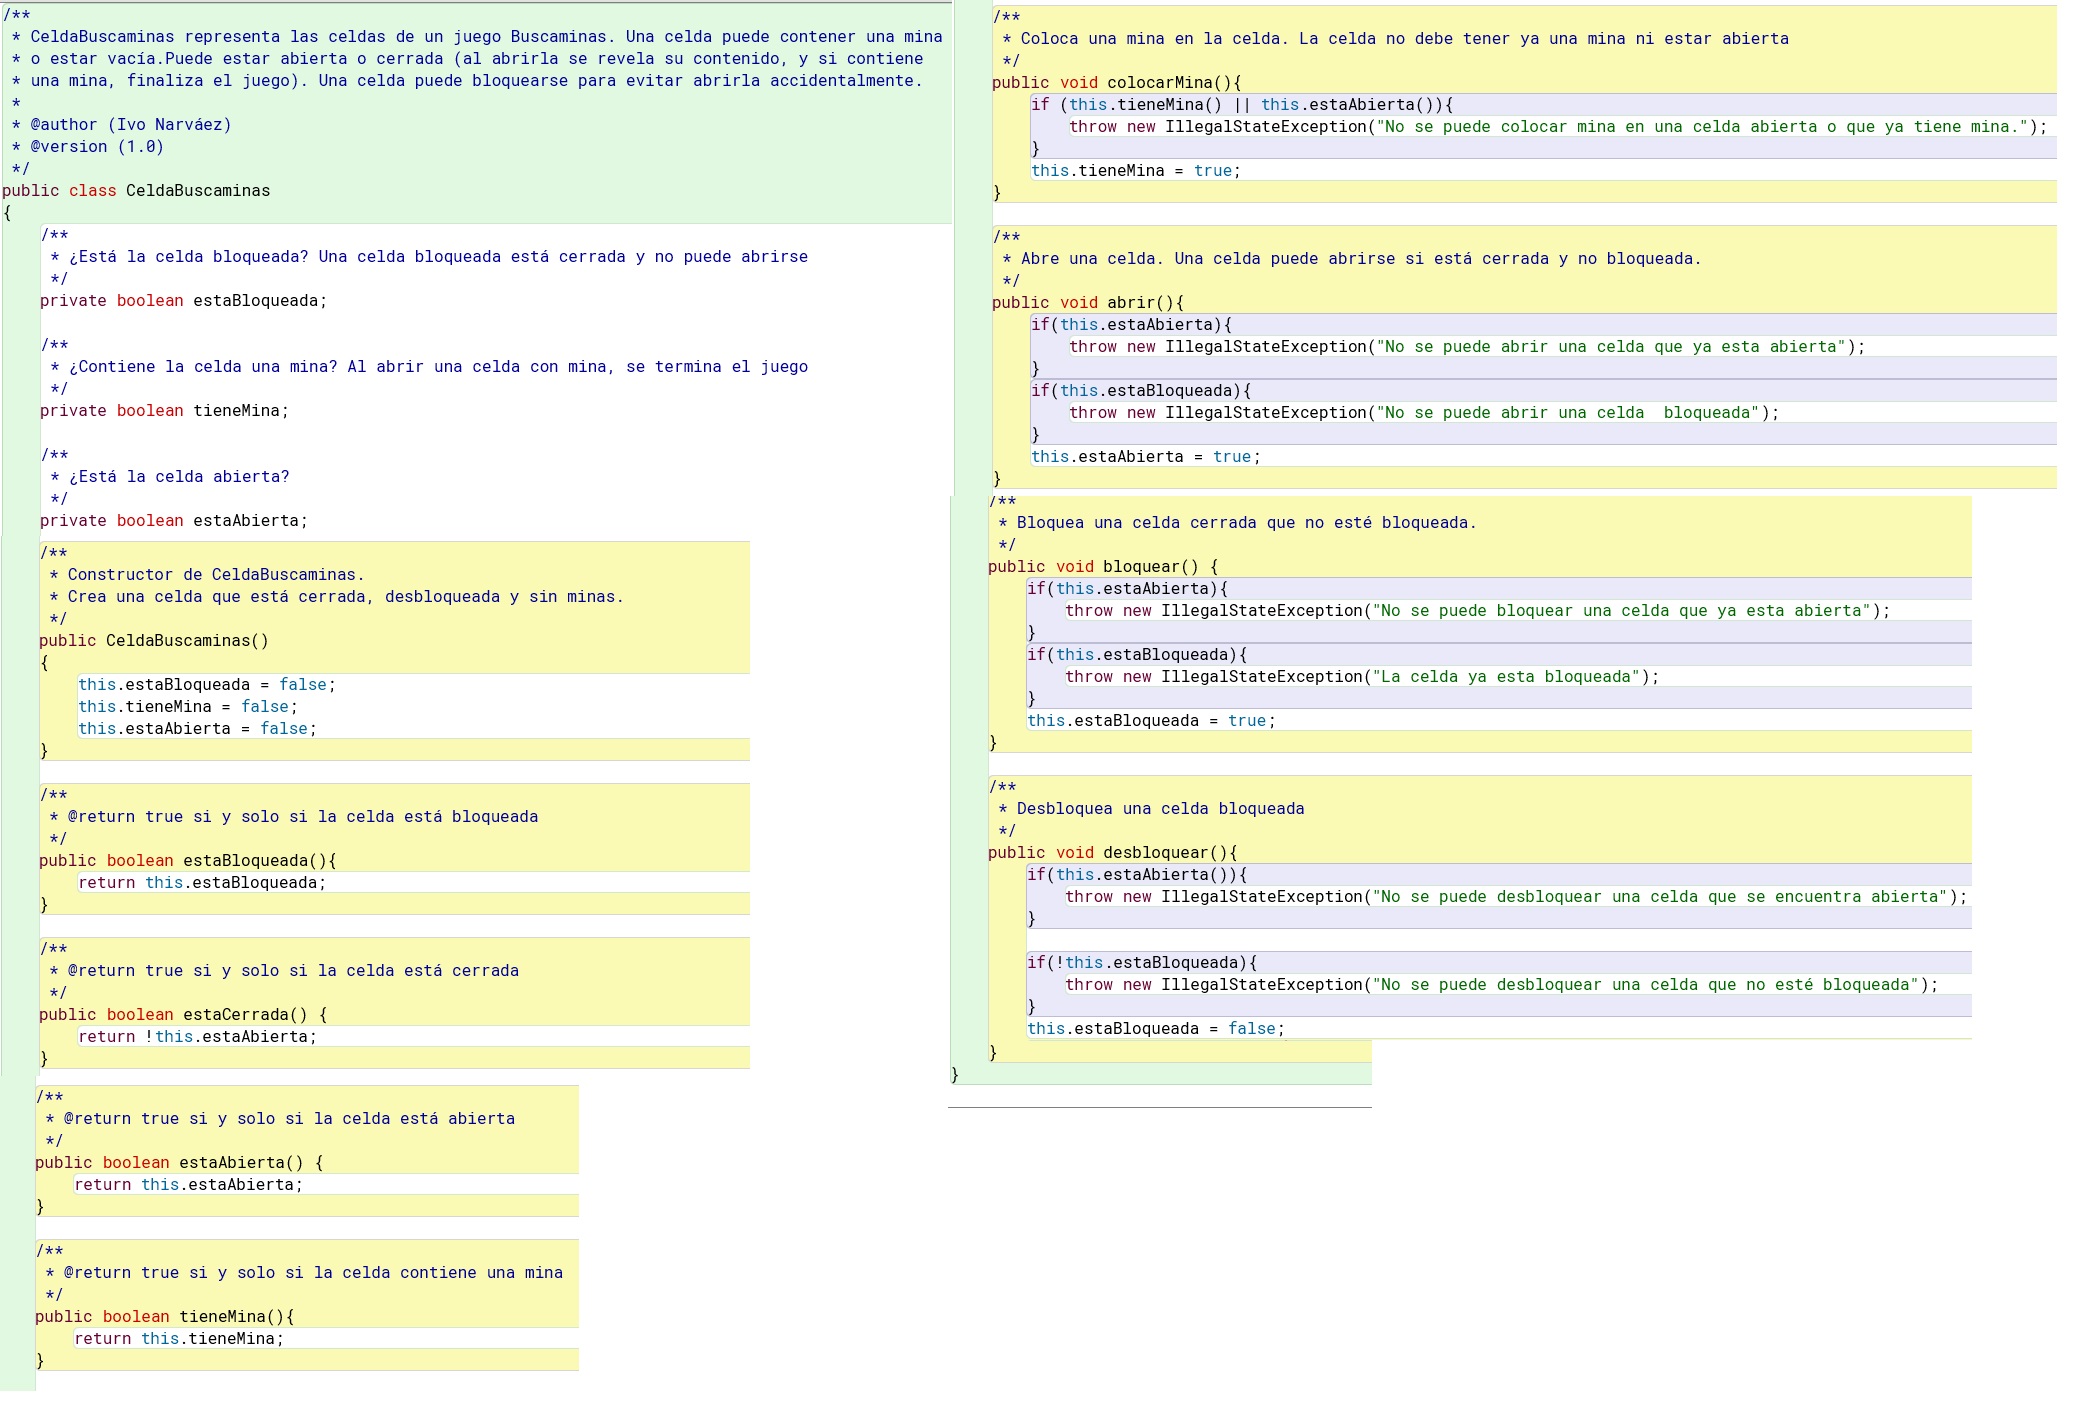 /**
 * CeldaBuscaminas representa las celdas de un juego Buscaminas. Una celda puede contener una mina
 * o estar vacía.Puede estar abierta o cerrada (al abrirla se revela su contenido, y si contiene
 * una mina, finaliza el juego). Una celda puede bloquearse para evitar abrirla accidentalmente.
 *
 * @author (Ivo Narváez)
 * @version (1.0)
 */
public class CeldaBuscaminas
{
    /**
     * ¿Está la celda bloqueada? Una celda bloqueada está cerrada y no puede abrirse
     */
    private boolean estaBloqueada;

    /**
     * ¿Contiene la celda una mina? Al abrir una celda con mina, se termina el juego
     */
    private boolean tieneMina;

    /**
     * ¿Está la celda abierta?
     */
    private boolean estaAbierta;
    /**
     * Constructor de CeldaBuscaminas.
     * Crea una celda que está cerrada, desbloqueada y sin minas.
     */
    public CeldaBuscaminas()
    {
        this.estaBloqueada = false;
        this.tieneMina = false;
        this.estaAbierta = false;
    }

    /**
     * @return true si y solo si la celda está bloqueada
     */
    public boolean estaBloqueada(){
        return this.estaBloqueada;
    }

    /**
     * @return true si y solo si la celda está cerrada
     */
    public boolean estaCerrada() {
        return !this.estaAbierta;
    }
    /**
     * @return true si y solo si la celda está abierta
     */
    public boolean estaAbierta() {
        return this.estaAbierta;
    }

    /**
     * @return true si y solo si la celda contiene una mina
     */
    public boolean tieneMina(){
        return this.tieneMina;
    }
    /**
     * Coloca una mina en la celda. La celda no debe tener ya una mina ni estar abierta
     */
    public void colocarMina(){
        if (this.tieneMina() || this.estaAbierta()){
            throw new IllegalStateException("No se puede colocar mina en una celda abierta o que ya tiene mina.");
        }
        this.tieneMina = true;
    }

    /**
     * Abre una celda. Una celda puede abrirse si está cerrada y no bloqueada.
     */
    public void abrir(){
        if(this.estaAbierta){
            throw new IllegalStateException("No se puede abrir una celda que ya esta abierta");
        }
        if(this.estaBloqueada){
            throw new IllegalStateException("No se puede abrir una celda  bloqueada");
        }
        this.estaAbierta = true;
    }
    /**
     * Bloquea una celda cerrada que no esté bloqueada.
     */
    public void bloquear() {
        if(this.estaAbierta){
            throw new IllegalStateException("No se puede bloquear una celda que ya esta abierta");
        }
        if(this.estaBloqueada){
            throw new IllegalStateException("La celda ya esta bloqueada");
        }
        this.estaBloqueada = true;
    }

    /**
     * Desbloquea una celda bloqueada
     */
    public void desbloquear(){
        if(this.estaAbierta()){
            throw new IllegalStateException("No se puede desbloquear una celda que se encuentra abierta");
        }

        if(!this.estaBloqueada){
            throw new IllegalStateException("No se puede desbloquear una celda que no esté bloqueada");
        }
        this.estaBloqueada = false;
    }
}